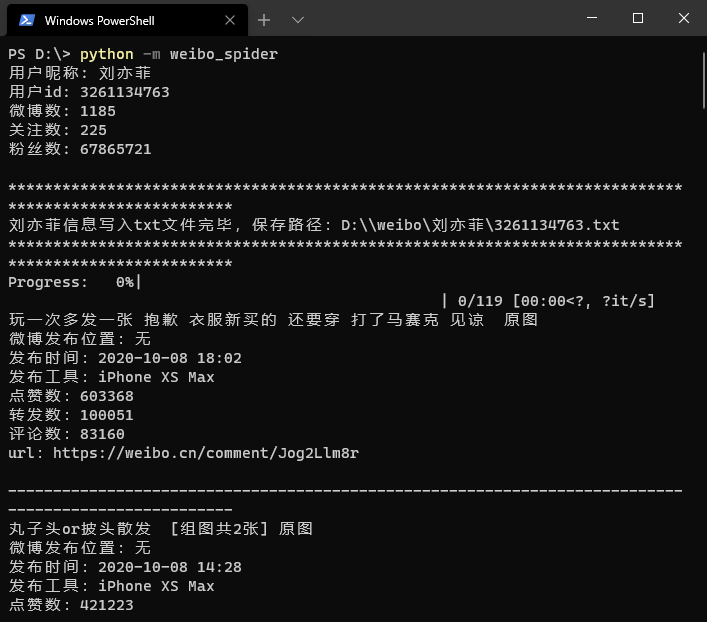 Windows PowerShell
PS D:\> python -m weibo_spider
用户昵称: 刘亦菲
用户id: 3261134763
微博数: 1185
关注数: 225
粉丝数: 67865721
***************************************************************************
*************************
刘亦菲信息写入txt文件完毕，保存路径: D:\\weibo\刘亦菲\3261134763.txt
***************************************************************************
*************************
Progress:   0%|
| 0/119 [00:00<?, ?it/s]
玩一次多发一张 抱歉 衣服新买的 还要穿 打了马赛克 见谅  原图
微博发布位置: 无
发布时间: 2020-10-08 18:02
发布工具: iPhone XS Max
点赞数: 603368
转发数: 100051
评论数: 83160
url: https://weibo.cn/comment/Jog2Llm8r
---------------------------------------------------------------------------
-------------------------
丸子头or披头散发  [组图共2张] 原图
微博发布位置: 无
发布时间: 2020-10-08 14:28
发布工具: iPhone XS Max
点赞数: 421223